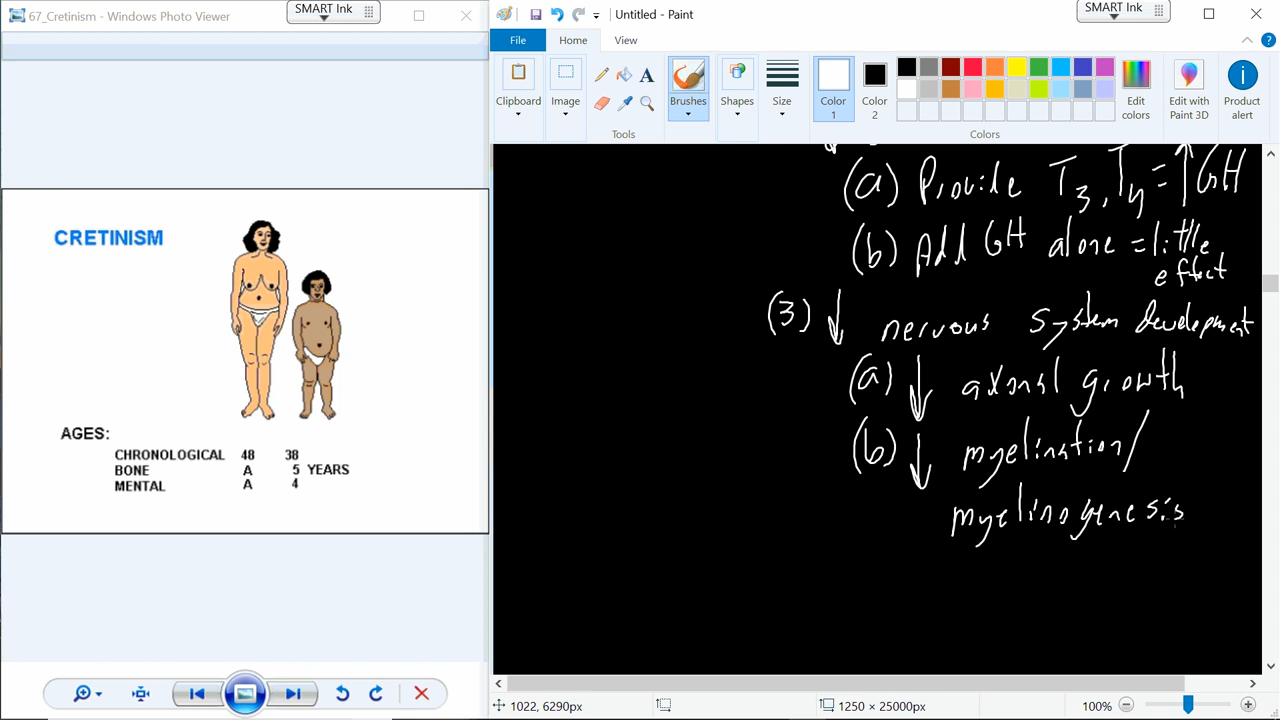 67_Cretinism - Windows Photo Viewer
SMART Ink
CRETINISM
AGES:
CHRONOLOGICAL 48 38
BONE A 5 YEARS
MENTAL A 4
Untitled - Paint
SMART Ink
File
Home
View
Clipboard
Image
Tools
Brushes
Shapes
Size
Color 1
Color 2
Edit colors
Edit with Paint 3D
Product alert
Colors
(a) Provide T3, T4 = ↑GH
(b) Add GH alone = little
effect
(3) ↓ nervous system development
(a) ↓ axonal growth
(b) ↓ myelination/
myelinogenesis
1022, 6290px
1250 × 25000px
100%